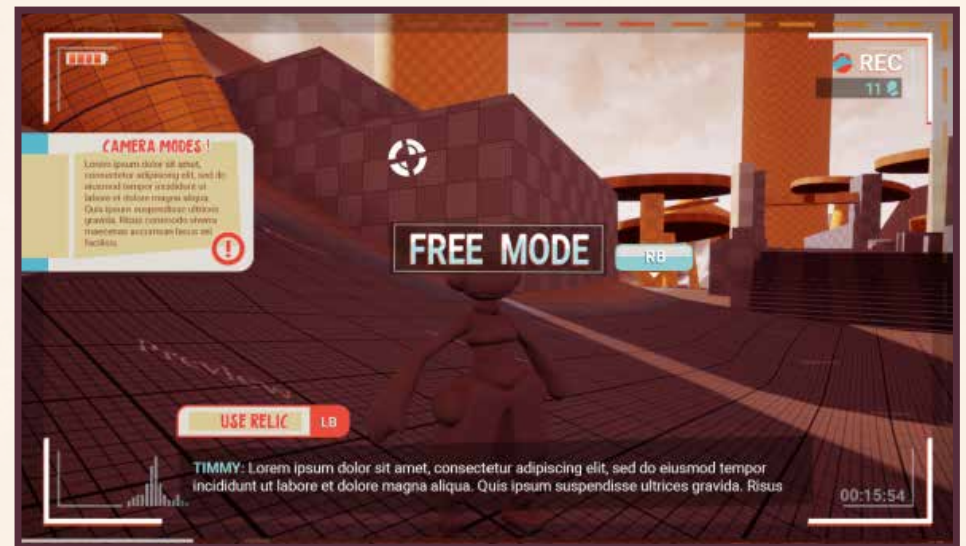 REC
11
CAMERA MODES !
Lorem ipsum dolor sit amet,
consectetur adipiscing elit, sed do
eiusmod tempor incididunt ut
labore et dolore magna aliqua.
Quis ipsum suspendisse ultrices
gravida. Risus commodo viverra
maecenas accumsan lacus vel
facilisis.
!
FREE MODE
RB
USE RELIC LB
TIMMY: Lorem ipsum dolor sit amet, consectetur adipiscing elit, sed do eiusmod tempor
incididunt ut labore et dolore magna aliqua. Quis ipsum suspendisse ultrices gravida. Risus
00:15:54